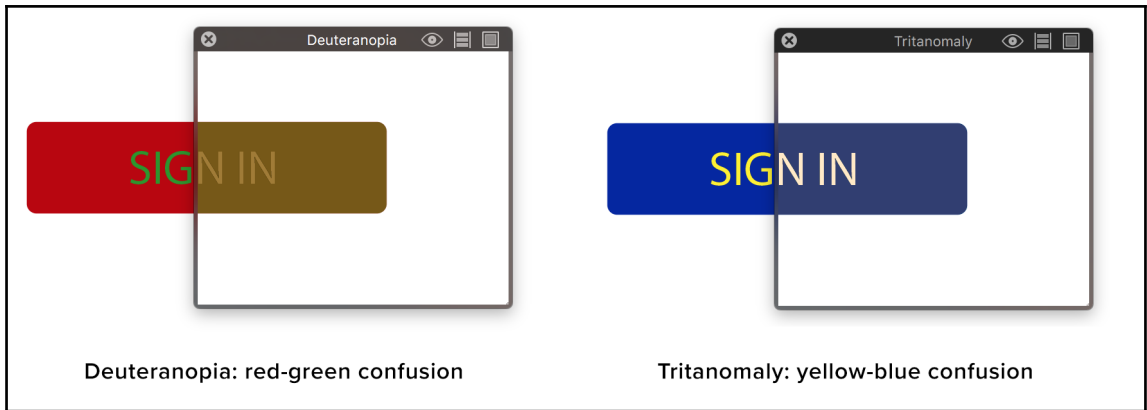 Deuteranopia
SIGN IN
Deuteranopia: red-green confusion
Tritanomaly
SIGN IN
Tritanomaly: yellow-blue confusion